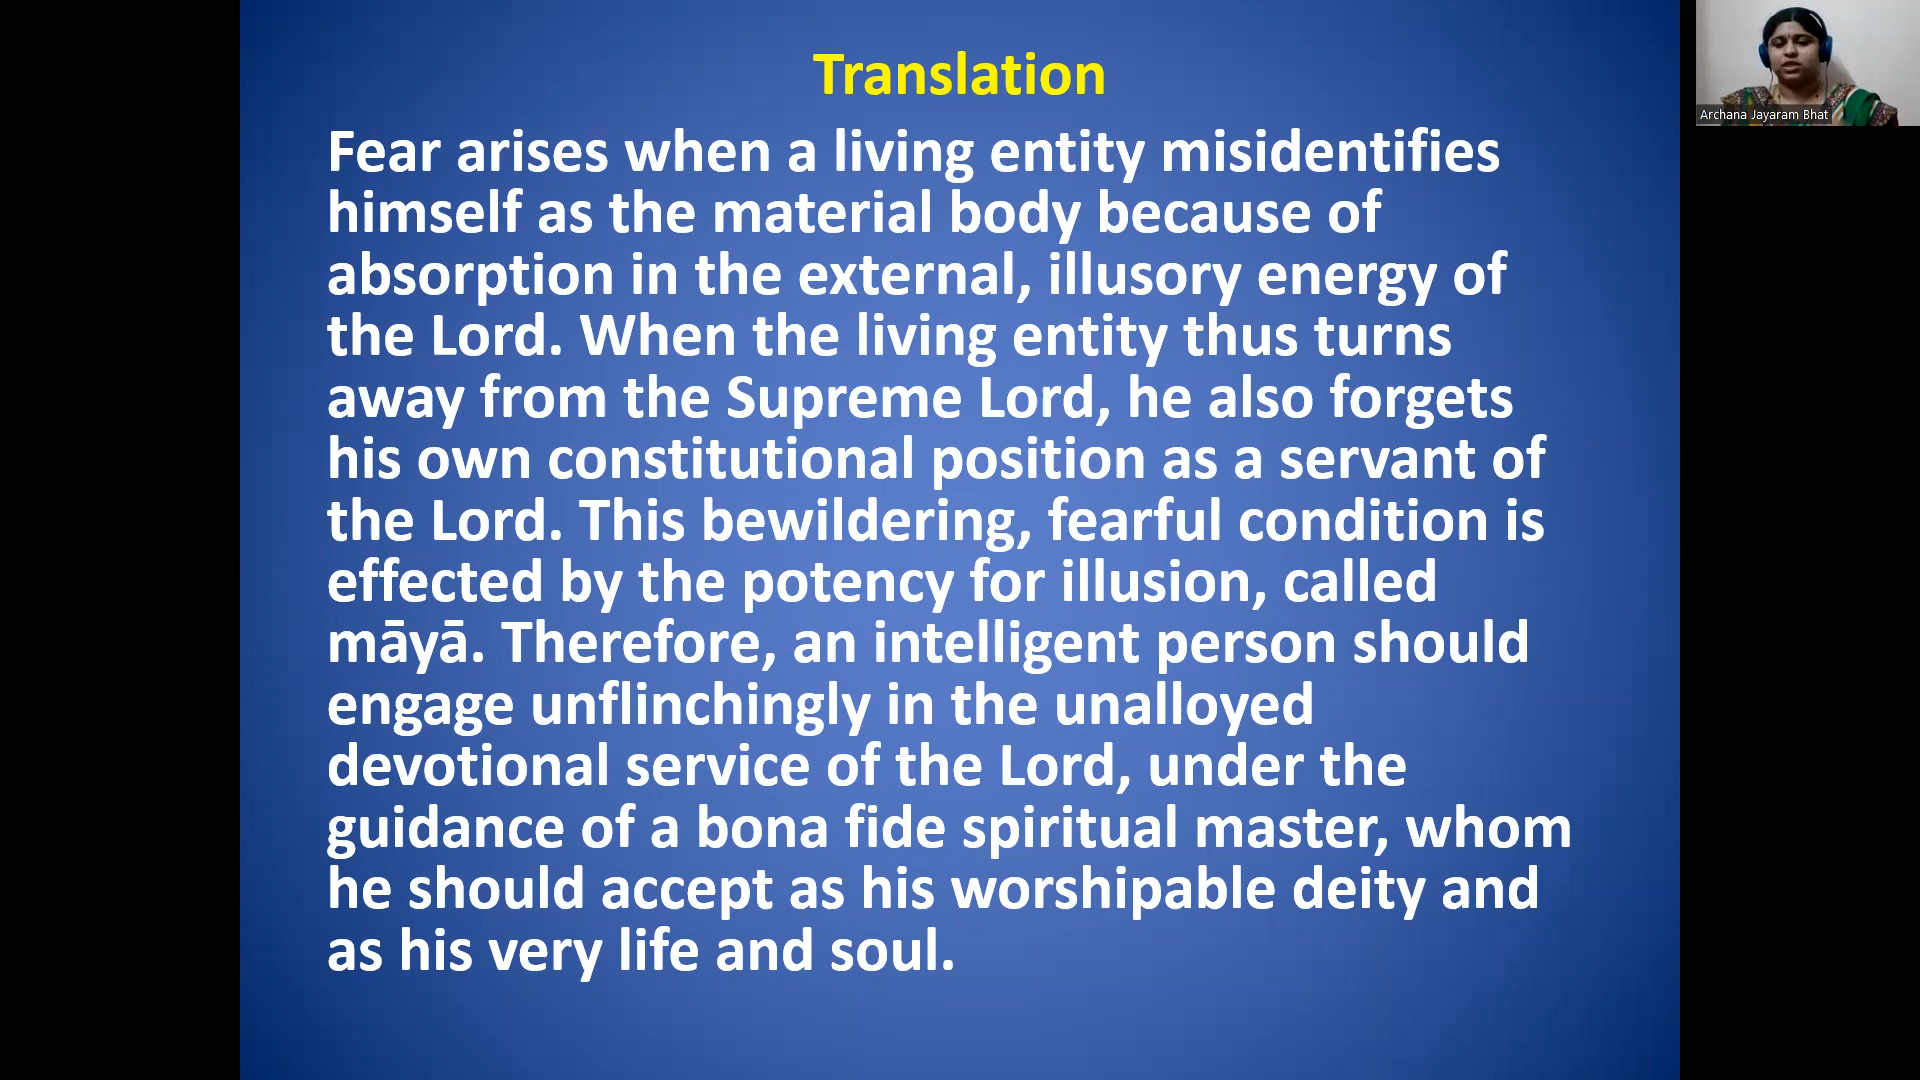 Translation
Fear arises when a living entity misidentifies
himself as the material body because of
absorption in the external, illusory energy of
the Lord. When the living entity thus turns
away from the Supreme Lord, he also forgets
his own constitutional position as a servant of
the Lord. This bewildering, fearful condition is
effected by the potency for illusion, called
māyā. Therefore, an intelligent person should
engage unflinchingly in the unalloyed
devotional service of the Lord, under the
guidance of a bona fide spiritual master, whom
he should accept as his worshipable deity and
as his very life and soul.
Archana Jayaram Bhat